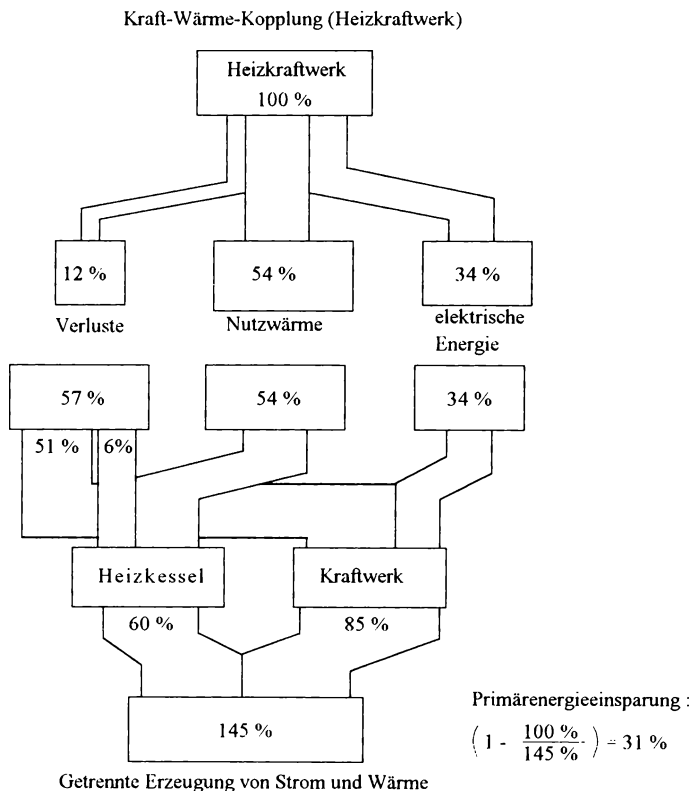 Kraft-Wärme-Kopplung (Heizkraftwerk)
Heizkraftwerk
100 %
12 %
54 %
34 %
Verluste
Nutzwärme
elektrische
Energie
57 %
54 %
34 %
51 %
6%
Heizkessel
Kraftwerk
60 %
85 %
145 %
Primärenergieeinsparung :
( 1 - 100 % / 145 % ) = 31 %
Getrennte Erzeugung von Strom und Wärme